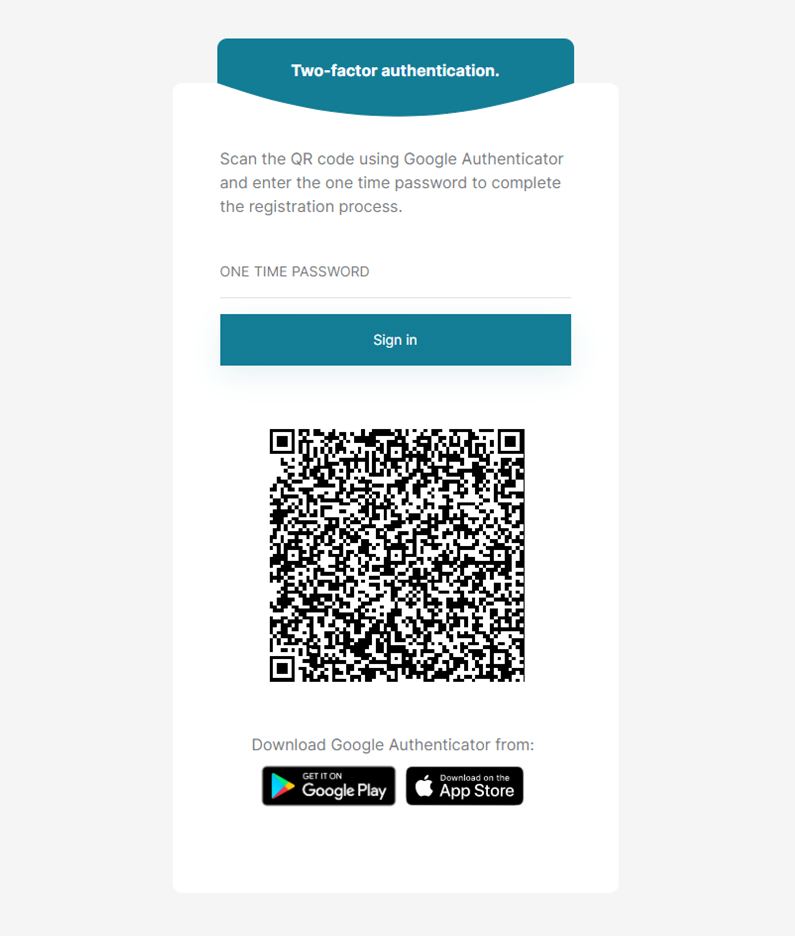 Two-factor authentication.
Scan the QR code using Google Authenticator
and enter the one time password to complete
the registration process.
ONE TIME PASSWORD
Sign in
Download Google Authenticator from:
GET IT ON
Google Play
Download on the
App Store